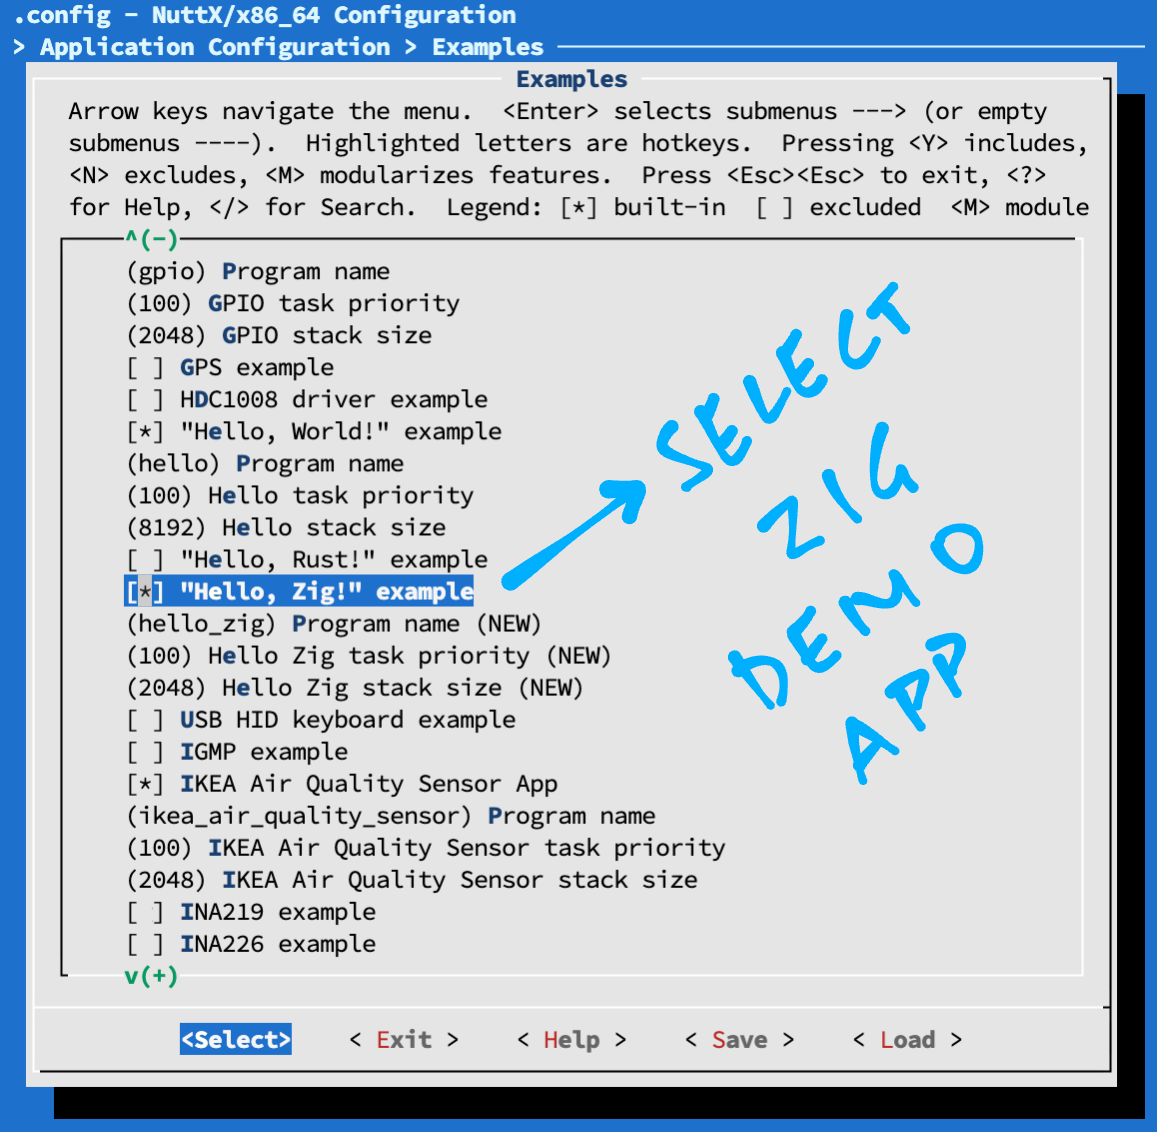 .config - NuttX/x86_64 Configuration
> Application Configuration > Examples
Examples
Arrow keys navigate the menu.  <Enter> selects submenus ---> (or empty
submenus ----).  Highlighted letters are hotkeys.  Pressing <Y> includes,
<N> excludes, <M> modularizes features.  Press <Esc><Esc> to exit, <?>
for Help, </> for Search.  Legend: [*] built-in  [ ] excluded  <M> module
^(-)
(gpio) Program name
(100) GPIO task priority
(2048) GPIO stack size
[ ] GPS example
[ ] HDC1008 driver example
[*] "Hello, World!" example
(hello) Program name
(100) Hello task priority
(8192) Hello stack size
[ ] "Hello, Rust!" example
[*] "Hello, Zig!" example
(hello_zig) Program name (NEW)
(100) Hello Zig task priority (NEW)
(2048) Hello Zig stack size (NEW)
[ ] USB HID keyboard example
[ ] IGMP example
[*] IKEA Air Quality Sensor App
(ikea_air_quality_sensor) Program name
(100) IKEA Air Quality Sensor task priority
(2048) IKEA Air Quality Sensor stack size
[ ] INA219 example
[ ] INA226 example
v(+)
SELECT
ZIG
DEMO
APP
<Select>    < Exit >    < Help >    < Save >    < Load >